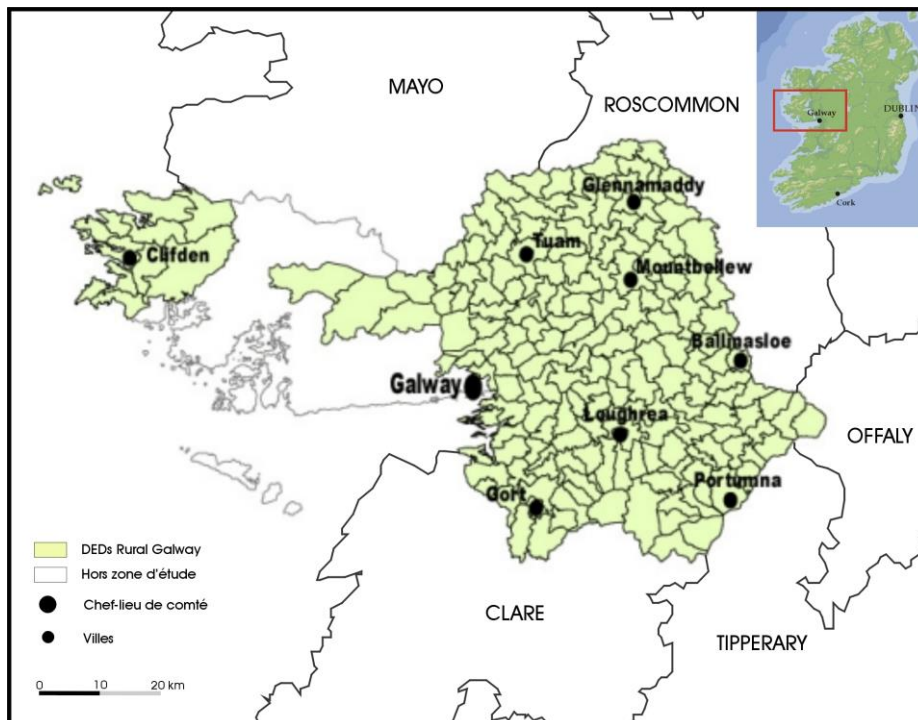 MAYO
ROSCOMMON
Galway
DUBLIN
Cork
Glennamaddy
Clifden
Tuam
Mountbellew
Ballinasloe
Galway
Loughrea
OFFALY
Portumna
Gort
DEDs Rural Galway
Hors zone d'étude
Chef-lieu de comté
Villes
CLARE
TIPPERARY
0 10 20 km